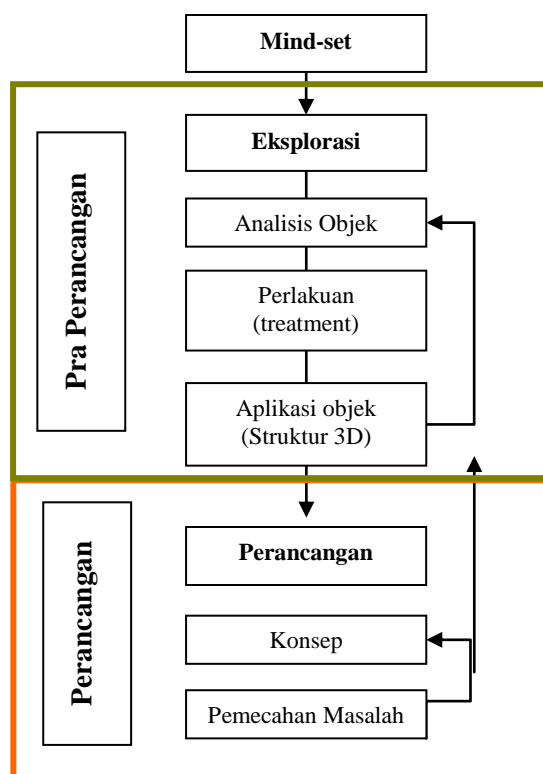 Mind-set
Pra Perancangan
Eksplorasi
Analisis Objek
Perlakuan
(treatment)
Aplikasi objek
(Struktur 3D)
Perancangan
Perancangan
Konsep
Pemecahan Masalah